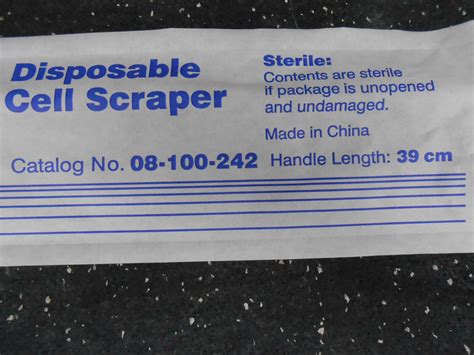 Disposable
Cell Scraper
Catalog No. 08-100-242
Sterile:
Contents are sterile
if package is unopened
and undamaged.
Made in China
Handle Length: 39 cm